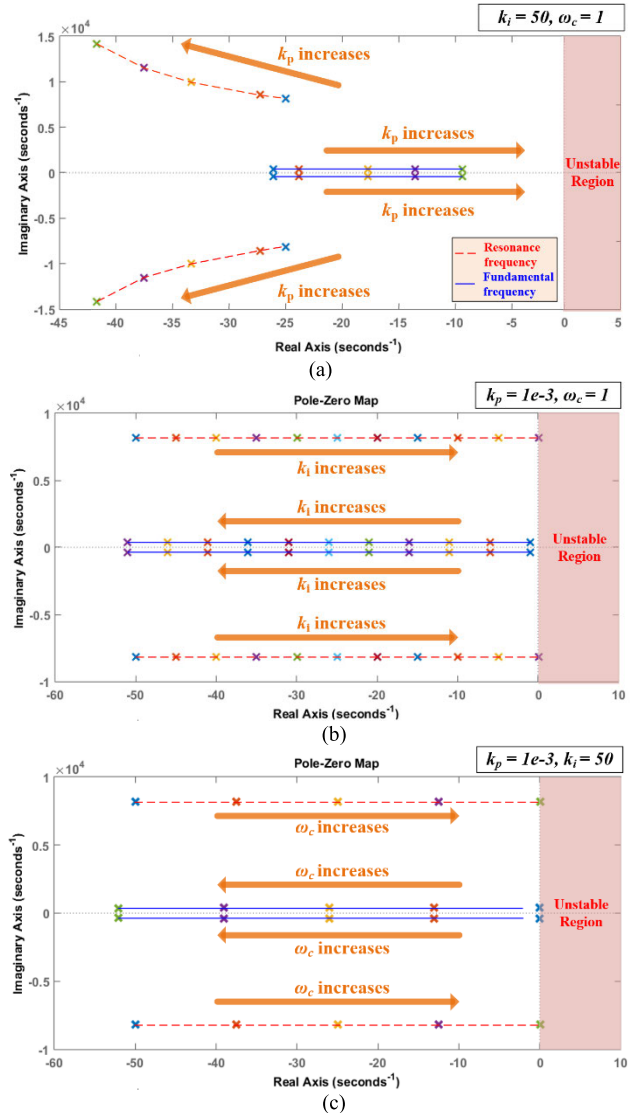 k_i = 50, ω_c = 1
×10^4
1.5
1
0.5
0
-0.5
-1
-1.5
Imaginary Axis (seconds^-1)
k_p increases
k_p increases
k_p increases
k_p increases
Unstable
Region
Resonance
frequency
Fundamental
frequency
-45 -40 -35 -30 -25 -20 -15 -10 -5 0 5
Real Axis (seconds^-1)
(a)
k_p = 1e-3, ω_c = 1
Pole-Zero Map
×10^4
1
0.5
0
-0.5
-1
Imaginary Axis (seconds^-1)
k_i increases
k_i increases
k_i increases
k_i increases
Unstable
Region
-60 -50 -40 -30 -20 -10 0 10
Real Axis (seconds^-1)
(b)
k_p = 1e-3, k_i = 50
Pole-Zero Map
×10^4
1
0.5
0
-0.5
-1
Imaginary Axis (seconds^-1)
ω_c increases
ω_c increases
ω_c increases
ω_c increases
Unstable
Region
-60 -50 -40 -30 -20 -10 0 10
Real Axis (seconds^-1)
(c)